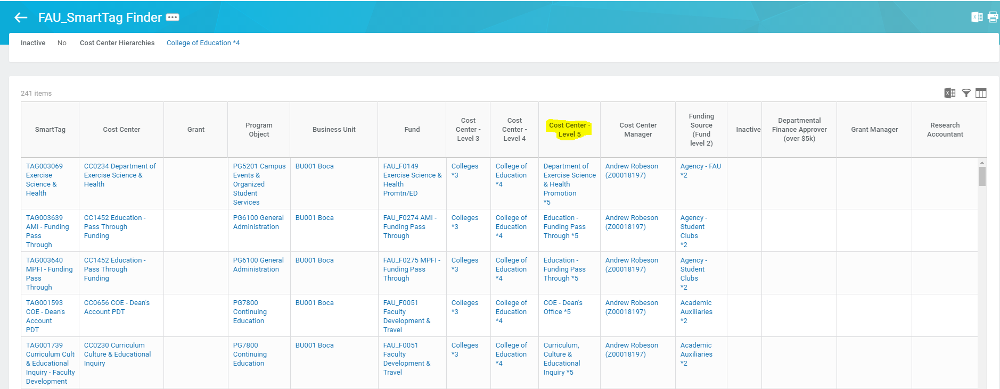 FAU_SmartTag Finder
Inactive No Cost Center Hierarchies College of Education *4
241 items
SmartTag
Cost Center
Grant
Program
Object
Business Unit
Fund
Cost
Center -
Level 3
Cost
Center -
Level 4
Cost Center -
Level 5
Cost Center
Manager
Funding
Source
(Fund
level 2)
Inactive
Departmental
Finance Approver
(over $5k)
Grant Manager
Research
Accountant
TAG003069
Exercise
Science &
Health
CC0234 Department of
Exercise Science &
Health
PG5201 Campus
Events &
Organized
Student
Services
BU001 Boca
FAU_F0149
Exercise Science &
Health
Promtn/ED
Colleges
*3
College of
Education
*4
Department of
Exercise Science
& Health
Promotion
*5
Andrew Robeson
(Z00018197)
Agency - FAU
*2
TAG003639
AMI - Funding
Pass
Through
CC1452 Education -
Pass Through
Funding
PG6100 General
Administration
BU001 Boca
FAU_F0274 AMI -
Funding Pass
Through
Colleges
*3
College of
Education
*4
Education -
Funding Pass
Through *5
Andrew Robeson
(Z00018197)
Agency -
Student
Clubs
*2
TAG003640
MPFI - Funding
Pass
Through
CC1452 Education -
Pass Through
Funding
PG6100 General
Administration
BU001 Boca
FAU_F0275 MPFI -
Funding Pass
Through
Colleges
*3
College of
Education
*4
Education -
Funding Pass
Through *5
Andrew Robeson
(Z00018197)
Agency -
Student
Clubs
*2
TAG001593
COE - Dean's
Account
PDT
CC0656 COE - Dean's
Account PDT
PG7800
Continuing
Education
BU001 Boca
FAU_F0051
Faculty
Development &
Travel
Colleges
*3
College of
Education
*4
COE - Dean's
Office *5
Andrew Robeson
(Z00018197)
Academic
Auxiliaries
*2
TAG001739
Curriculum Cult
& Educational
Inquiry - Faculty
Development
CC0230 Curriculum
Culture & Educational
Inquiry
PG7800
Continuing
Education
BU001 Boca
FAU_F0051
Faculty
Development &
Travel
Colleges
*3
College of
Education
*4
Curriculum,
Culture &
Educational
Inquiry *5
Andrew Robeson
(Z00018197)
Academic
Auxiliaries
*2